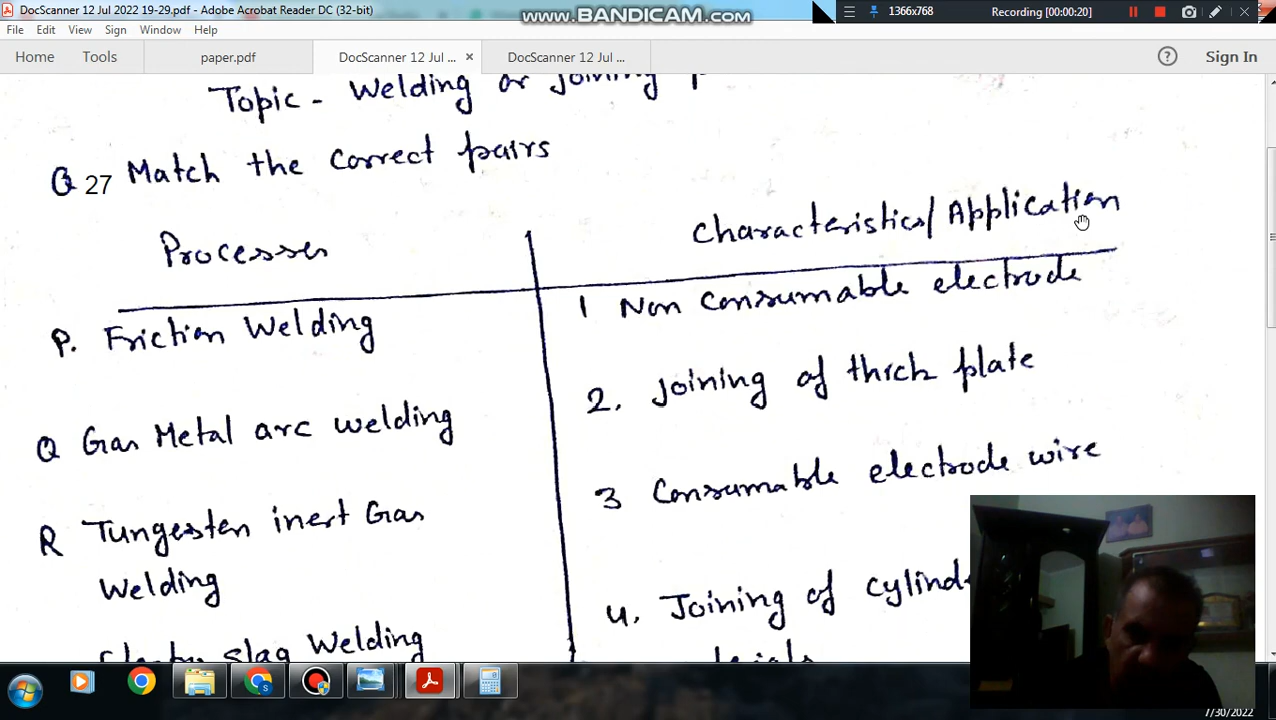 DocScanner 12 Jul 2022 19-29.pdf - Adobe Acrobat Reader DC (32-bit)
www.BANDICAM.com
1366x768
Recording [00:00:20]
File Edit View Sign Window Help
Home Tools paper.pdf DocScanner 12 Jul ... × DocScanner 12 Jul ... ? Sign In
Topic - Welding or Joining
Q 27 Match the Correct pairs
Processes
Characteristics/Application
P. Friction Welding
1 Non Consumable electrode
2. Joining of thick plate
Q Gas Metal arc welding
3 Consumable electrode wire
R Tungesten inert Gas
Welding
4. Joining of cylind
slag Welding
7/30/2022